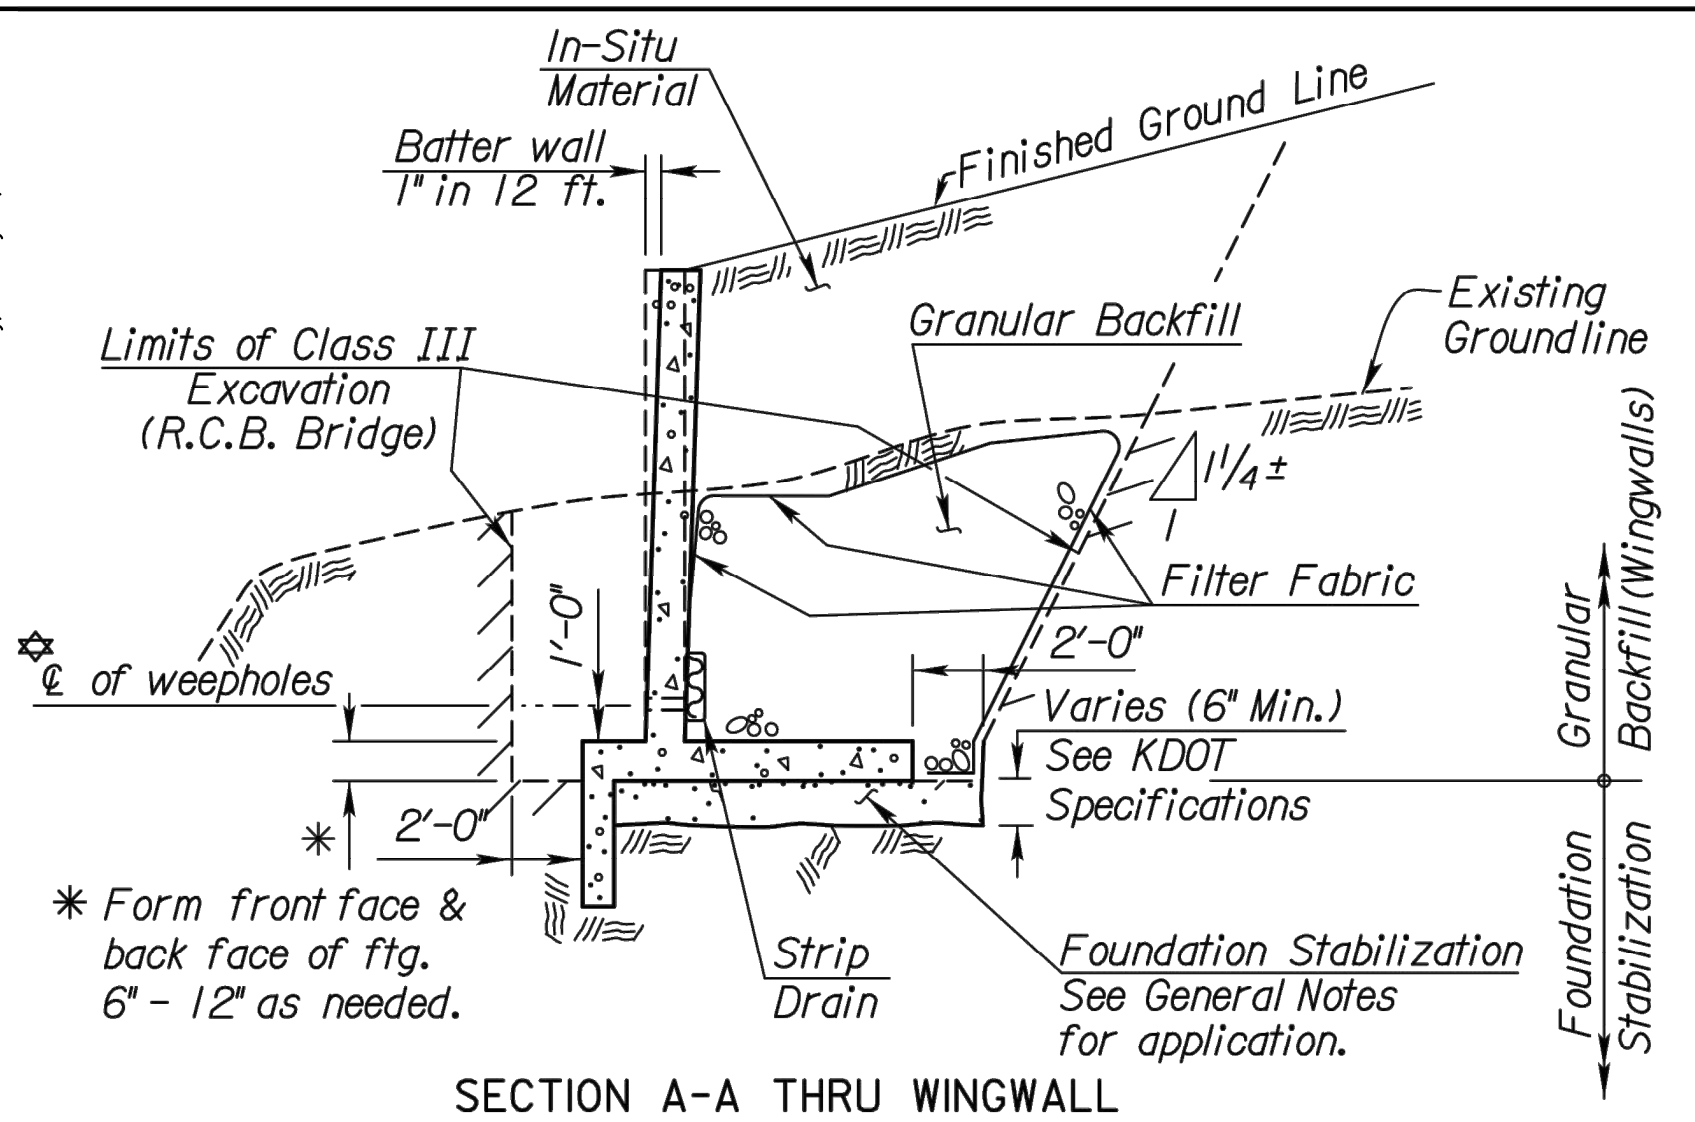 In-Situ
Material
Finished Ground Line
Batter wall
1" in 12 ft.
Existing
Groundline
Granular Backfill
Limits of Class III
Excavation
(R.C.B. Bridge)
1 1/4 ±
1
Filter Fabric
1'-0"
2'-0"
℄ of weepholes
Varies (6" Min.)
See KDOT
Specifications
Granular
Backfill (Wingwalls)
* 2'-0"
* Form front face &
back face of ftg.
6" - 12" as needed.
Strip
Drain
Foundation Stabilization
See General Notes
for application.
Foundation
Stabilization
SECTION A-A THRU WINGWALL